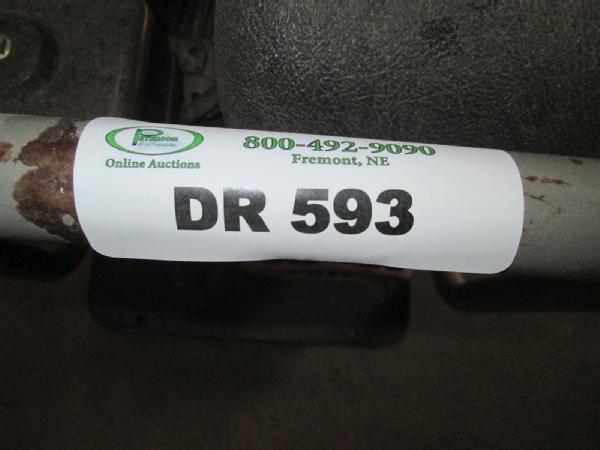 800-492-9090
Fremont, NE
Online Auctions
DR 593